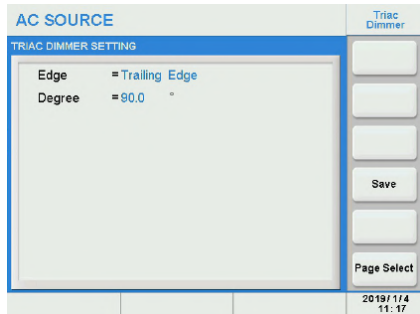 AC SOURCE
Triac
Dimmer
TRIAC DIMMER SETTING
Edge =Trailing Edge
Degree =90.0 °
Save
Page Select
2019/1/4
11:17